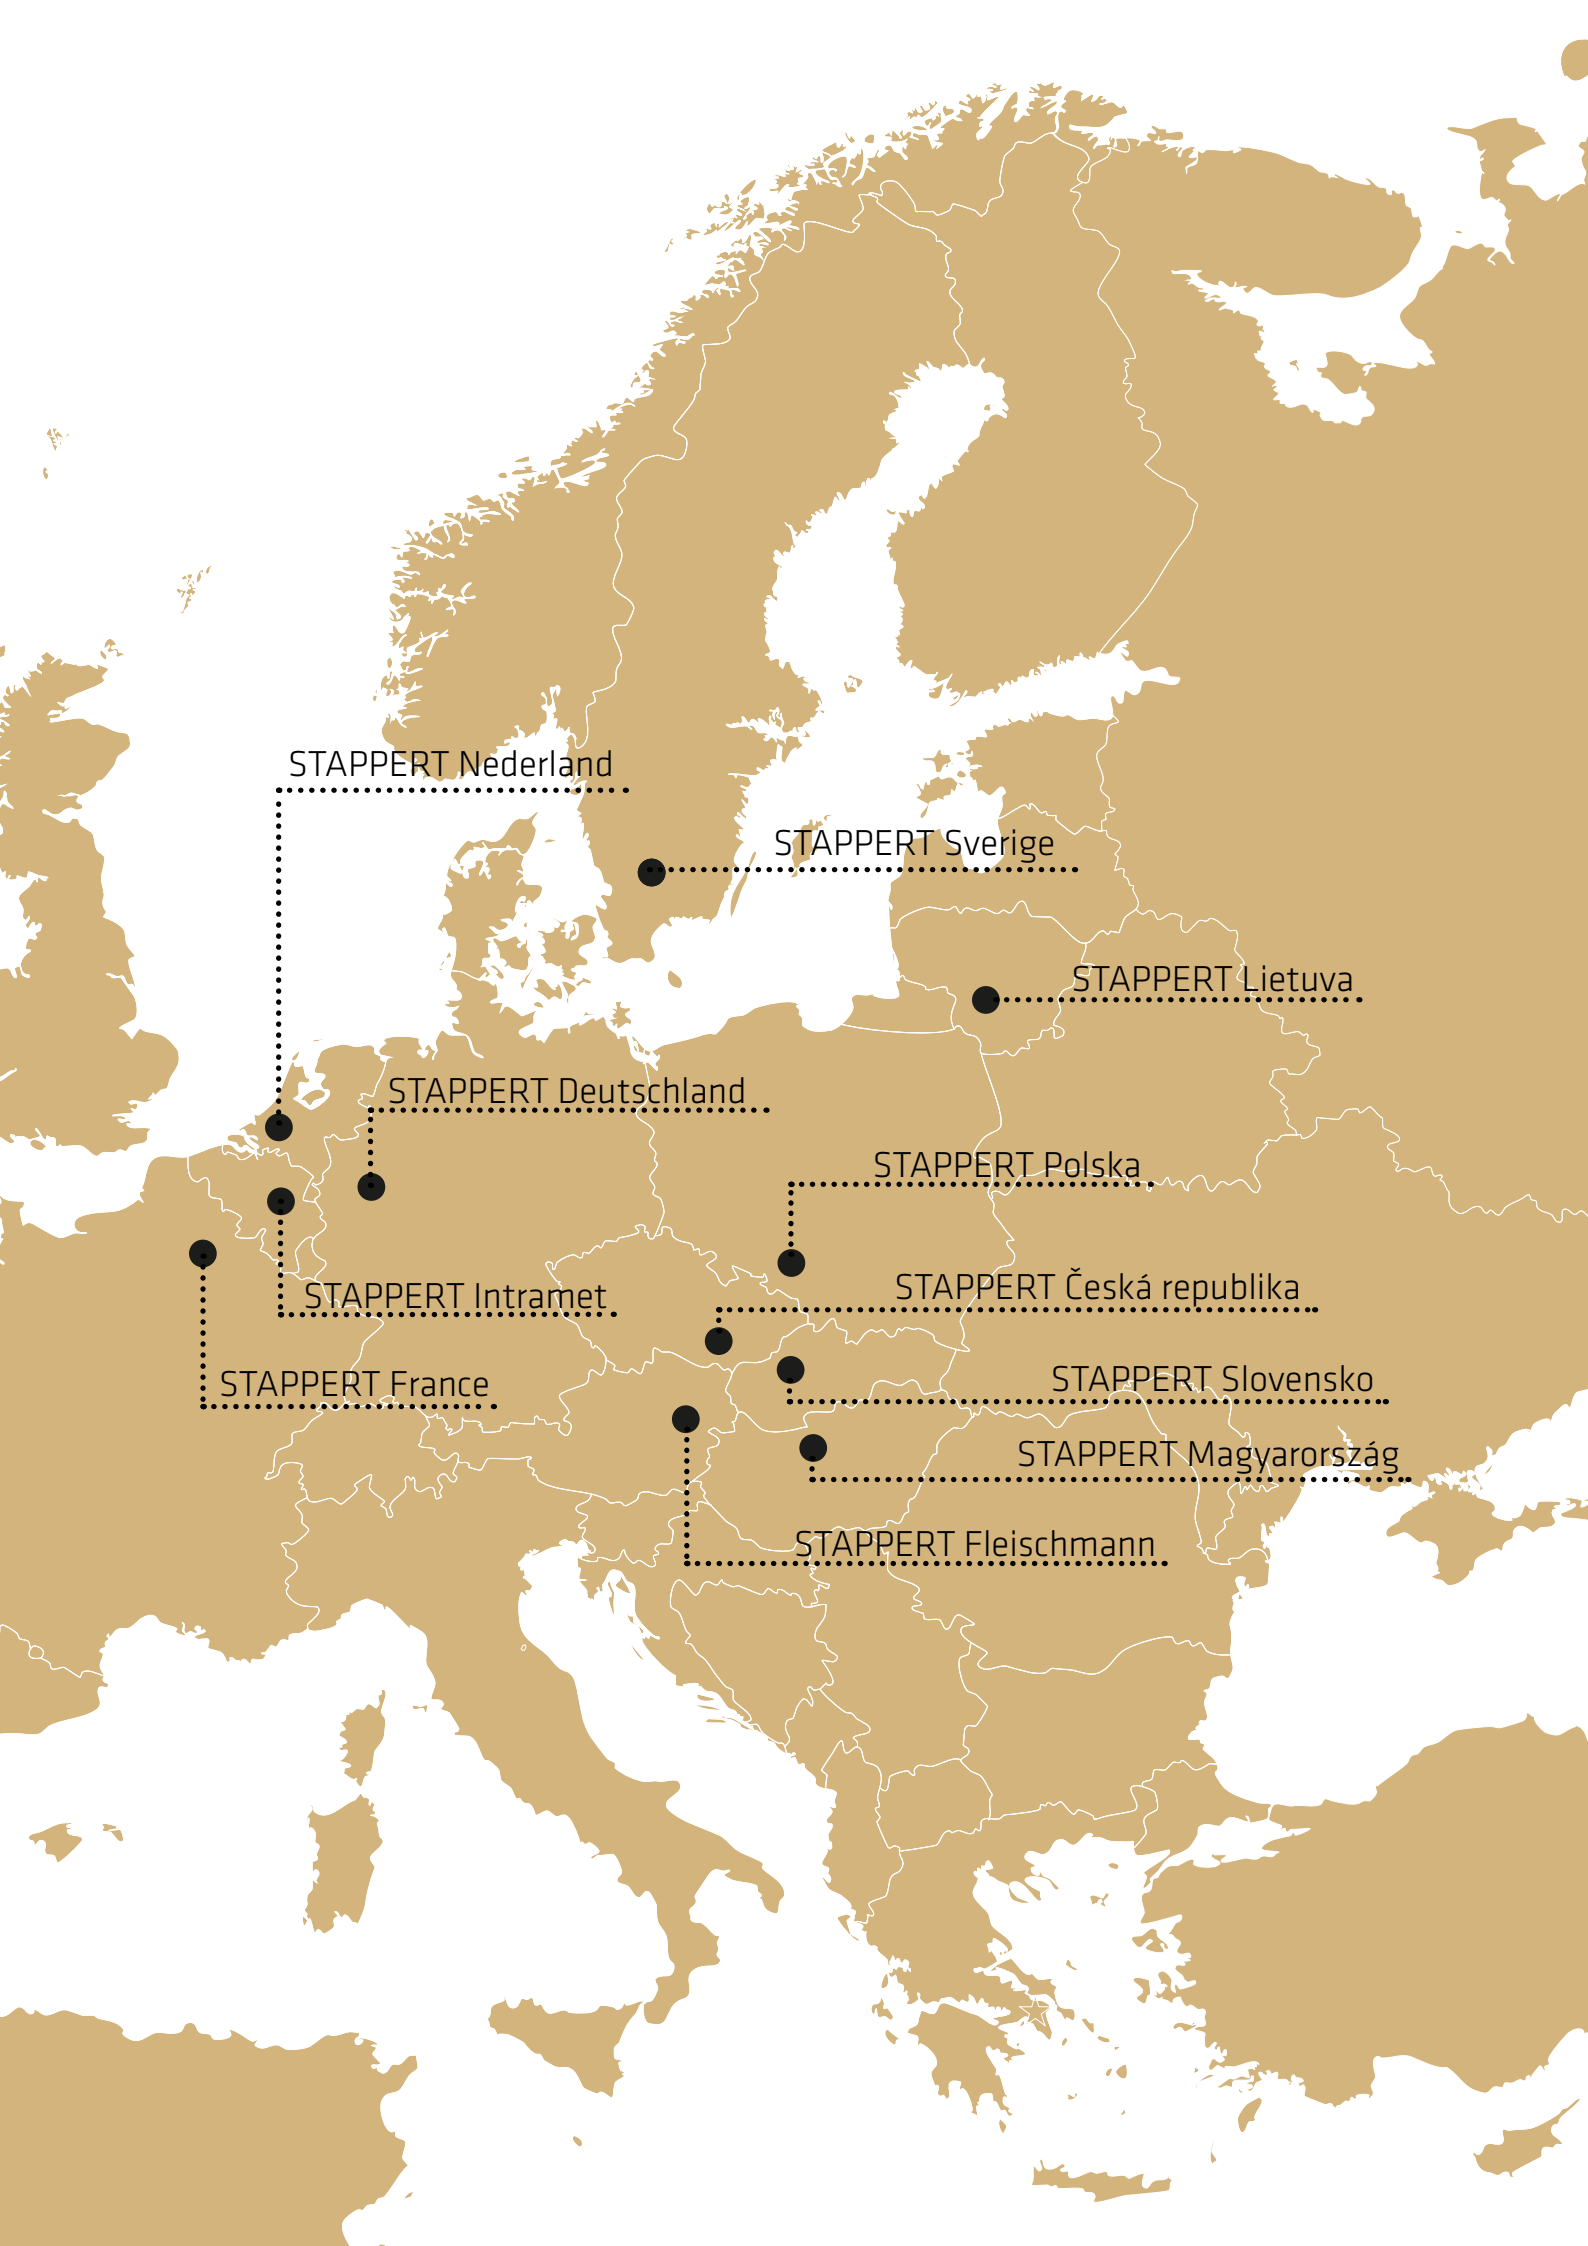 STAPPERT Nederland
STAPPERT Sverige
STAPPERT Lietuva
STAPPERT Deutschland
STAPPERT Polska
STAPPERT Česká republika
STAPPERT Intramet
STAPPERT Slovensko
STAPPERT France
STAPPERT Magyarország
STAPPERT Fleischmann